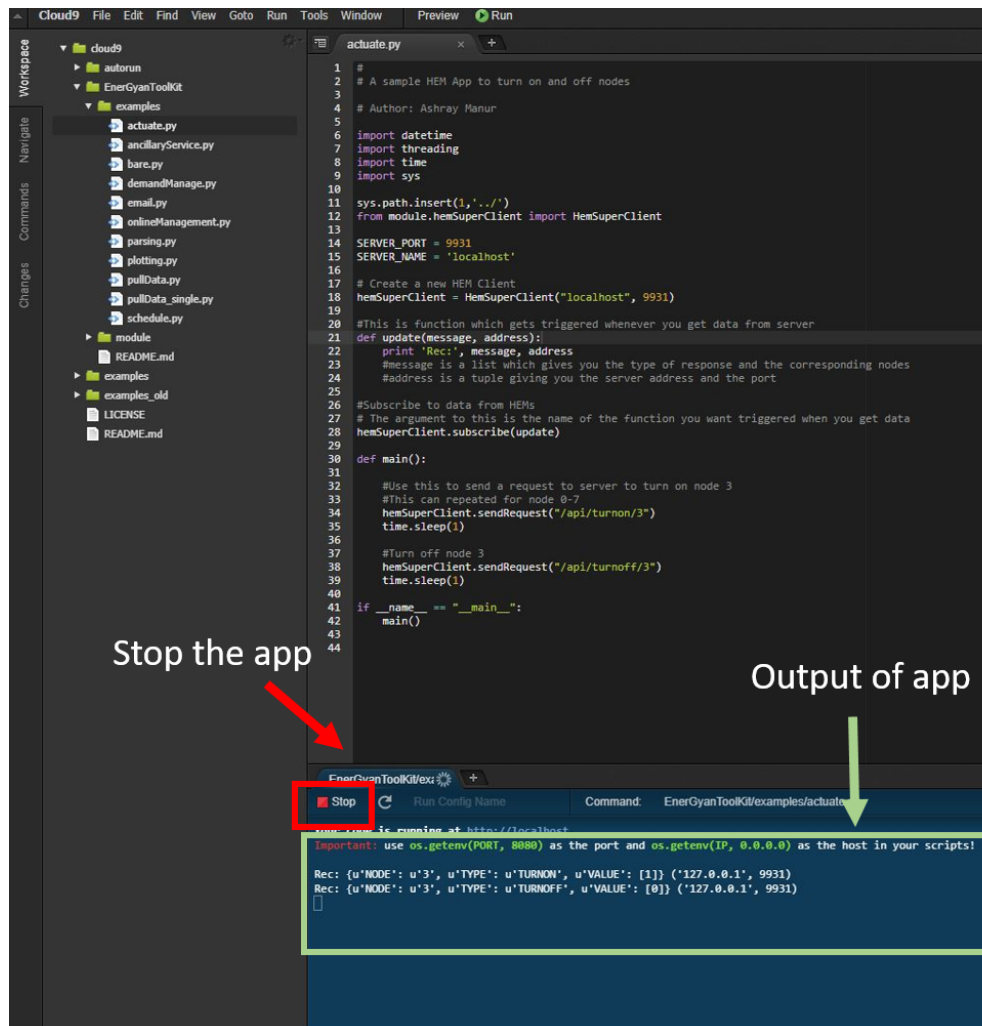 Cloud9 File Edit Find View Goto Run Tools Window Preview Run
Workspace
Navigate
Commands
Changes
cloud9
autorun
EnerGyanToolKit
examples
actuate.py
ancillaryService.py
bare.py
demandManage.py
email.py
onlineManagement.py
parsing.py
plotting.py
pullData.py
pullData_single.py
schedule.py
module
README.md
examples
examples_old
LICENSE
README.md
actuate.py × +
1 #
2 # A sample HEM App to turn on and off nodes
3
4 # Author: Ashray Manur
5
6 import datetime
7 import threading
8 import time
9 import sys
10
11 sys.path.insert(1,'../')
12 from module.hemSuperClient import HemSuperClient
13
14 SERVER_PORT = 9931
15 SERVER_NAME = 'localhost'
16
17 # Create a new HEM Client
18 hemSuperClient = HemSuperClient("localhost", 9931)
19
20 #This is function which gets triggered whenever you get data from server
21 def update(message, address):
22 print 'Rec:', message, address
23 #message is a list which gives you the type of response and the corresponding nodes
24 #address is a tuple giving you the server address and the port
25
26 #Subscribe to data from HEMs
27 # The argument to this is the name of the function you want triggered when you get data
28 hemSuperClient.subscribe(update)
29
30 def main():
31
32 #Use this to send a request to server to turn on node 3
33 #This can repeated for node 0-7
34 hemSuperClient.sendRequest("/api/turnon/3")
35 time.sleep(1)
36
37 #Turn off node 3
38 hemSuperClient.sendRequest("/api/turnoff/3")
39 time.sleep(1)
40
41 if __name__ == "__main__":
42 main()
43
44
Stop the app
Output of app
EnerGyanToolKit/exa +
Stop Run Config Name Command: EnerGyanToolKit/examples/actuate
Your code is running at http://localhost
Important: use os.getenv(PORT, 8080) as the port and os.getenv(IP, 0.0.0.0) as the host in your scripts!
Rec: {u'NODE': u'3', u'TYPE': u'TURNON', u'VALUE': [1]} ('127.0.0.1', 9931)
Rec: {u'NODE': u'3', u'TYPE': u'TURNOFF', u'VALUE': [0]} ('127.0.0.1', 9931)